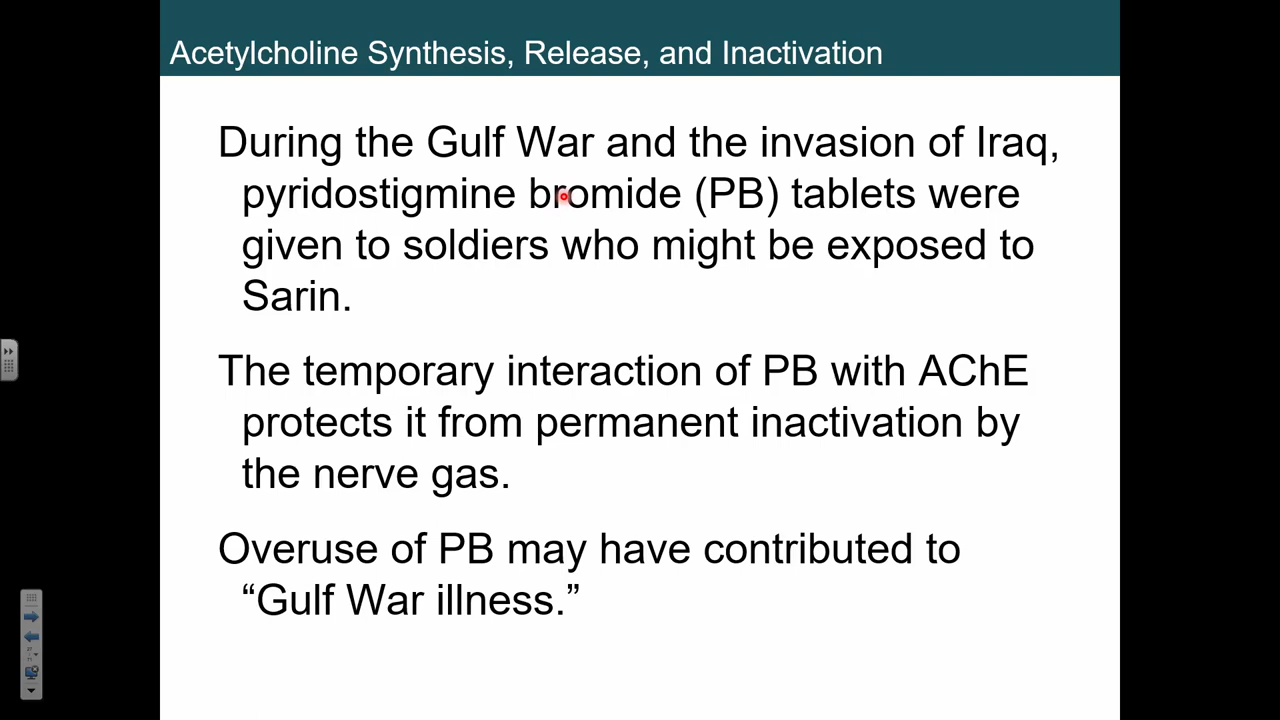 Acetylcholine Synthesis, Release, and Inactivation
During the Gulf War and the invasion of Iraq,
pyridostigmine bromide (PB) tablets were
given to soldiers who might be exposed to
Sarin.
The temporary interaction of PB with AChE
protects it from permanent inactivation by
the nerve gas.
Overuse of PB may have contributed to
“Gulf War illness.”